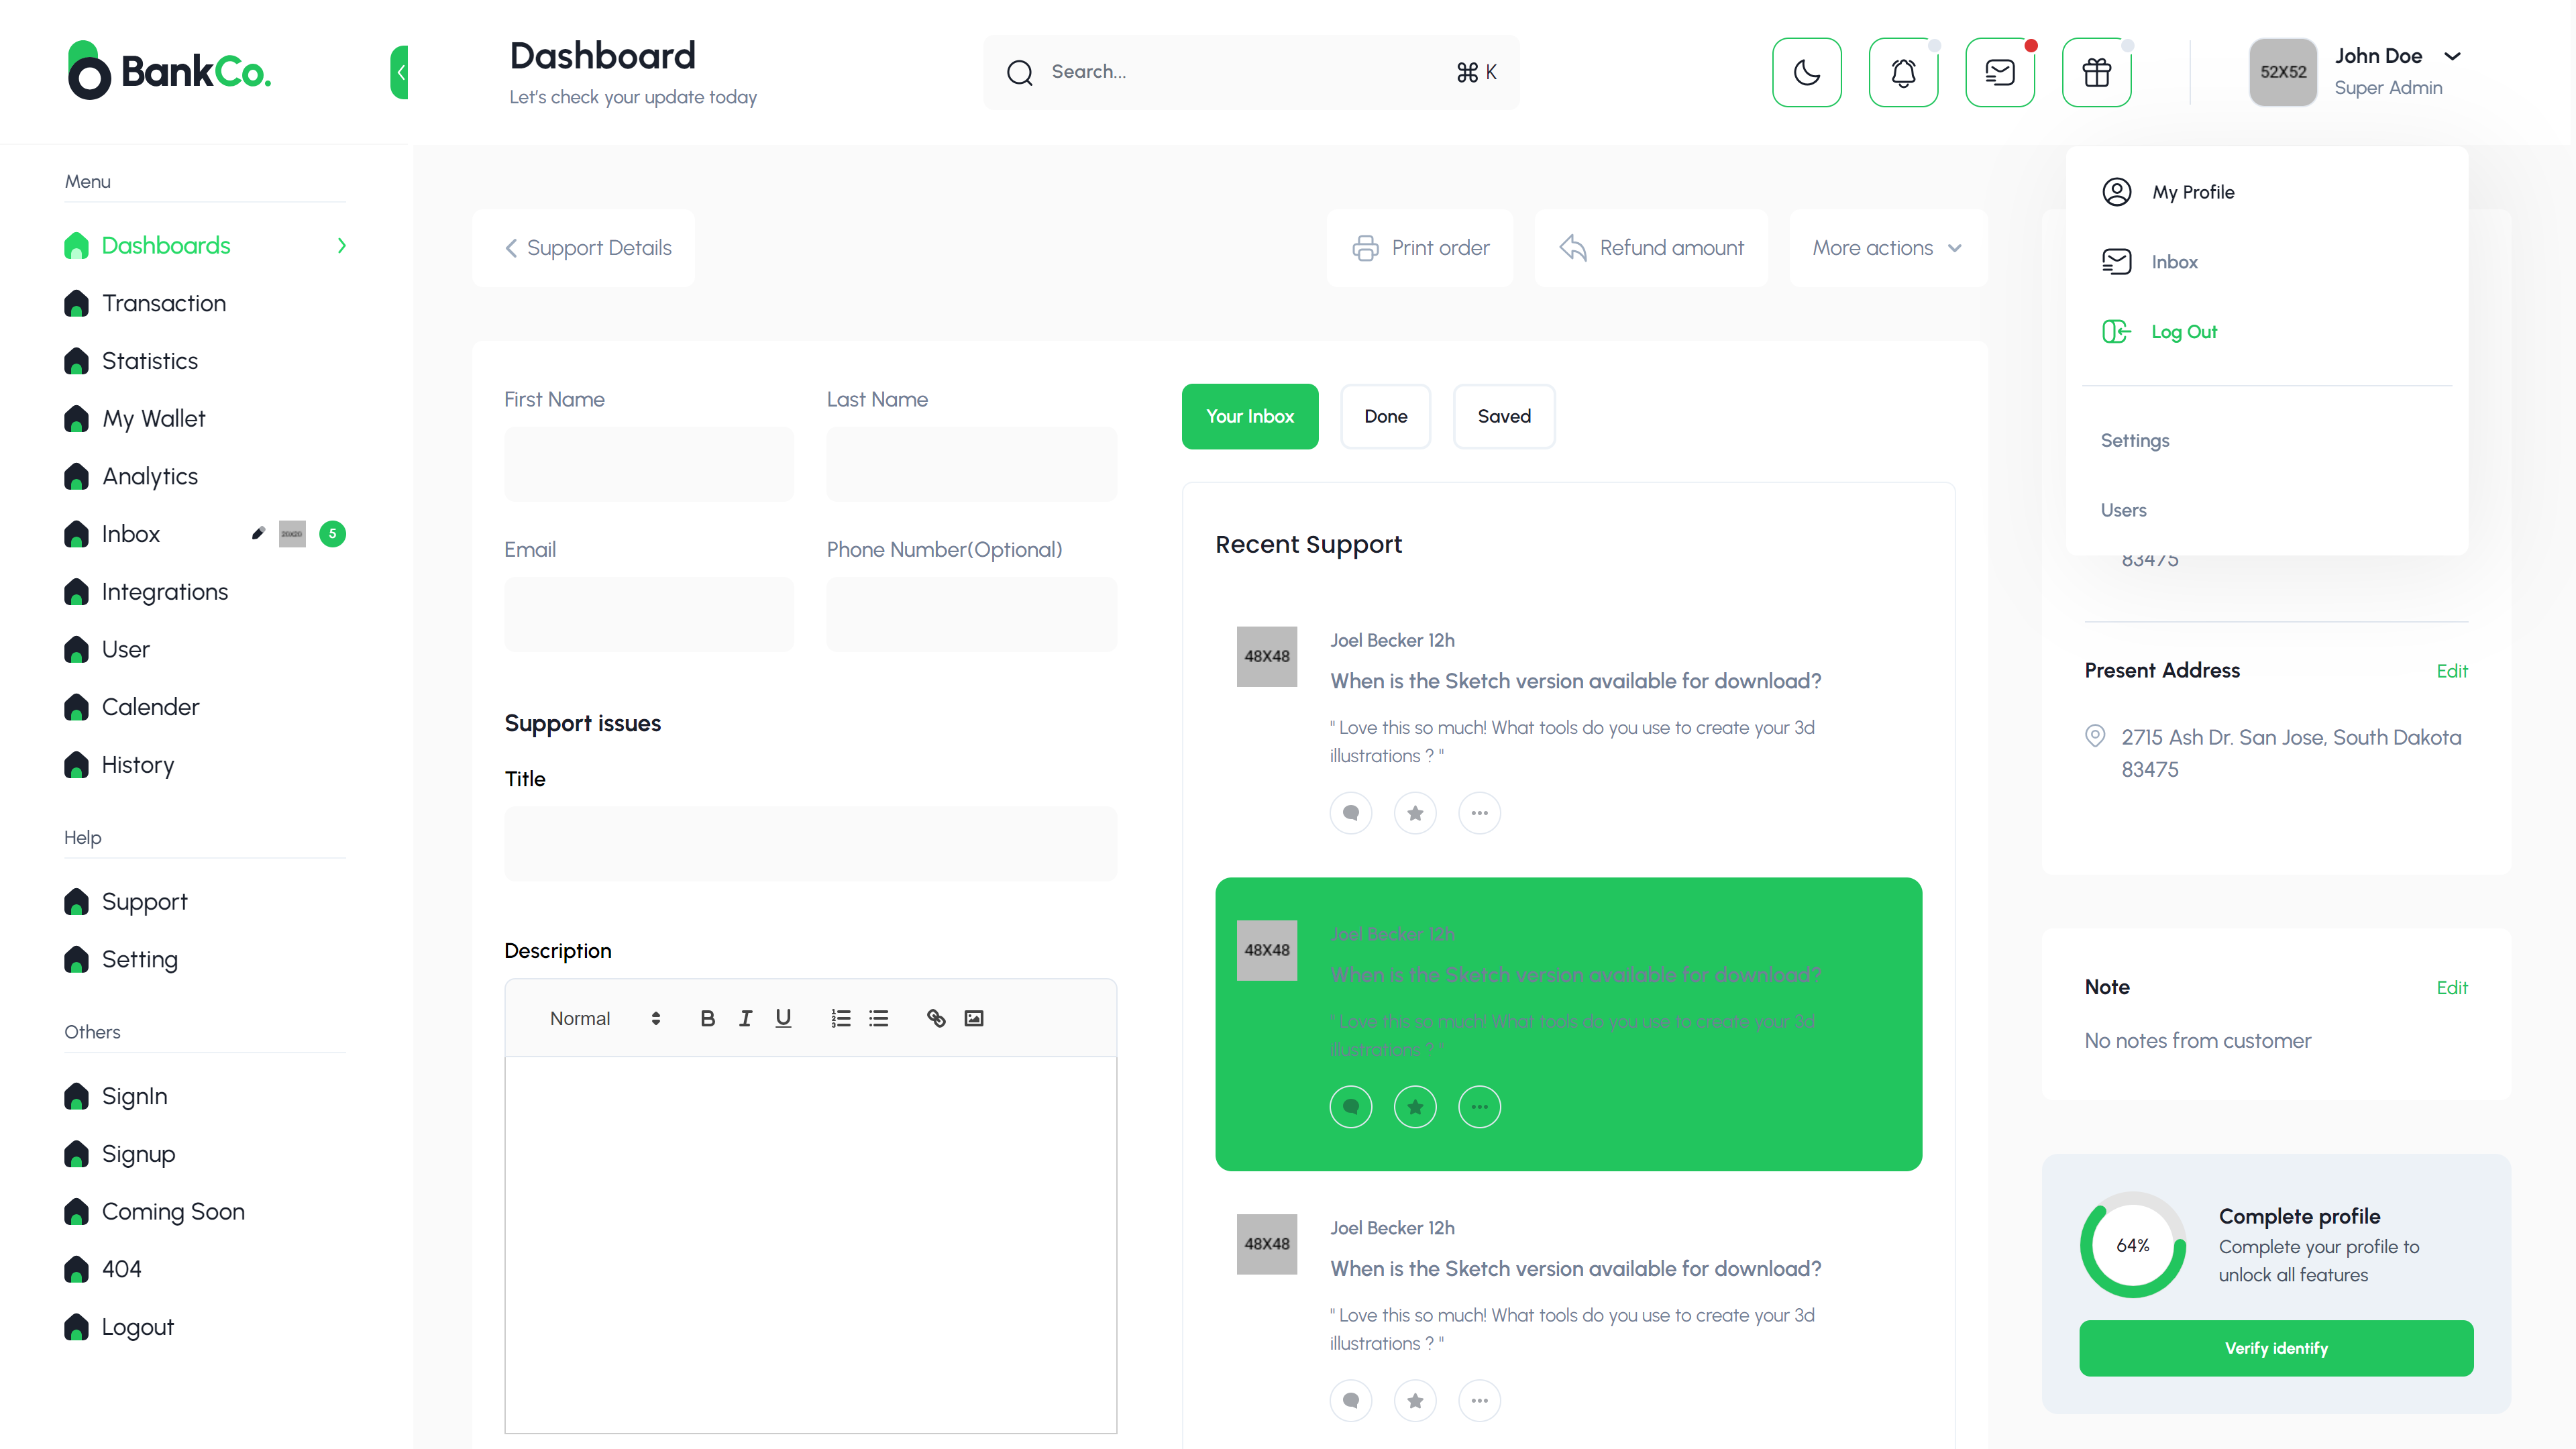 BankCo.
Dashboard
Let's check your update today
Search...
⌘ K
52X52
John Doe
Super Admin
Menu
Dashboards
Transaction
Statistics
My Wallet
Analytics
Inbox
20X20
5
Integrations
User
Calender
History
Help
Support
Setting
Others
SignIn
Signup
Coming Soon
404
Logout
Support Details
Print order
Refund amount
More actions
First Name
Last Name
Email
Phone Number(Optional)
Support issues
Title
Description
Normal
Your Inbox
Done
Saved
Recent Support
48X48
Joel Becker 12h
When is the Sketch version available for download?
" Love this so much! What tools do you use to create your 3d
illustrations ? "
48X48
Joel Becker 12h
When is the Sketch version available for download?
" Love this so much! What tools do you use to create your 3d
illustrations ? "
48X48
Joel Becker 12h
When is the Sketch version available for download?
" Love this so much! What tools do you use to create your 3d
illustrations ? "
My Profile
Inbox
Log Out
Settings
Users
83475
Present Address
Edit
2715 Ash Dr. San Jose, South Dakota
83475
Note
Edit
No notes from customer
64%
Complete profile
Complete your profile to
unlock all features
Verify identify